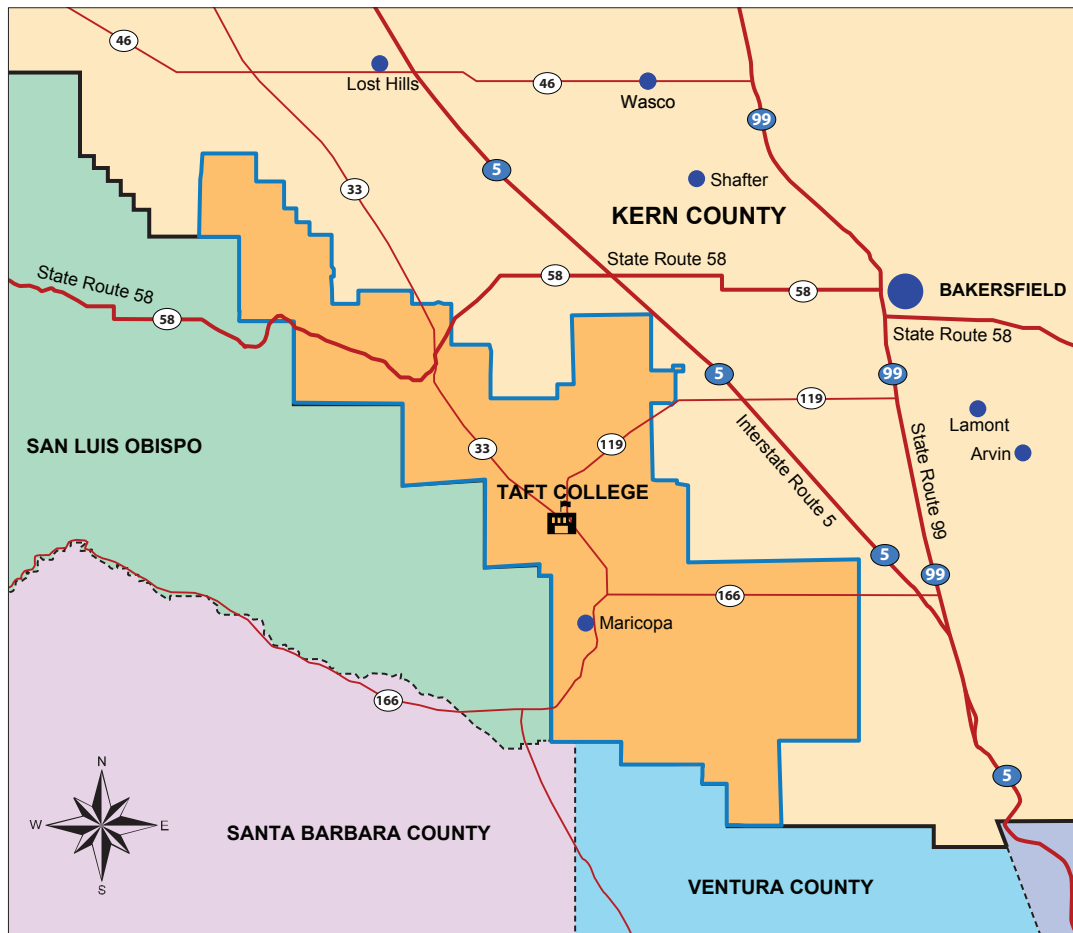 46
33
5
99
46
Lost Hills
Wasco
Shafter
KERN COUNTY
State Route 58
58
58
BAKERSFIELD
State Route 58
State Route 58
58
5
99
119
Lamont
Arvin
SAN LUIS OBISPO
33
119
Interstate Route 5
State Route 99
TAFT COLLEGE
5
99
166
Maricopa
166
5
N
W
E
S
SANTA BARBARA COUNTY
VENTURA COUNTY